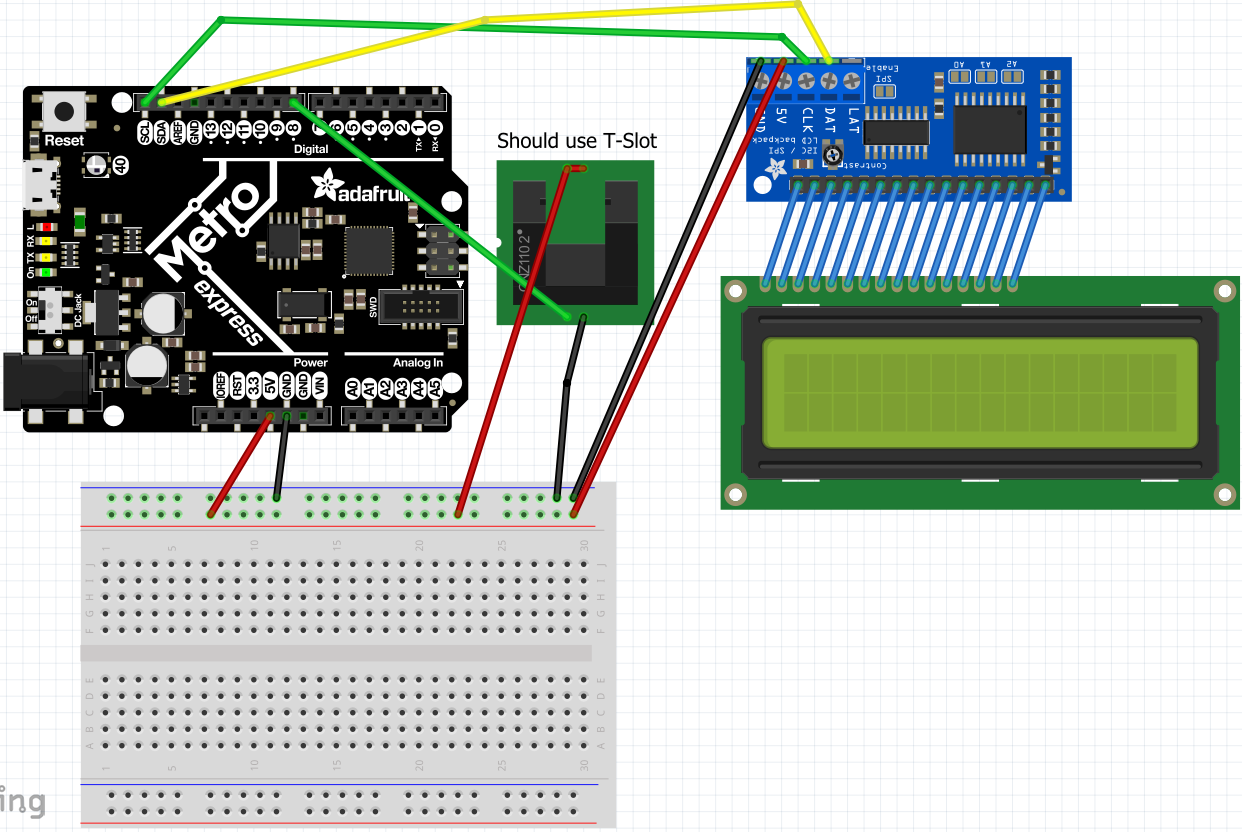 Should use T-Slot
Reset
SCL
SDA
AREF
GND
13
12
11
10
9
8
7
6
5
4
3
2
TX▸1
RX◂0
Digital
40
adafruit
Metro
express
L
RX
TX
On
On
Off
DC Jack
SWD
Power
Analog In
IOREF
RST
3.3
5V
GND
GND
VIN
A0
A1
A2
A3
A4
A5
CNZ1102
Enable
SPI
A0
A1
A2
GND
5V
CLK
DAT
LAT
LCD backpack
I2C / SPI
Contrast
1 5 10 15 20 25 30
J J
I I
H H
G G
F F
E E
D D
C C
B B
A A
1 5 10 15 20 25 30
ing